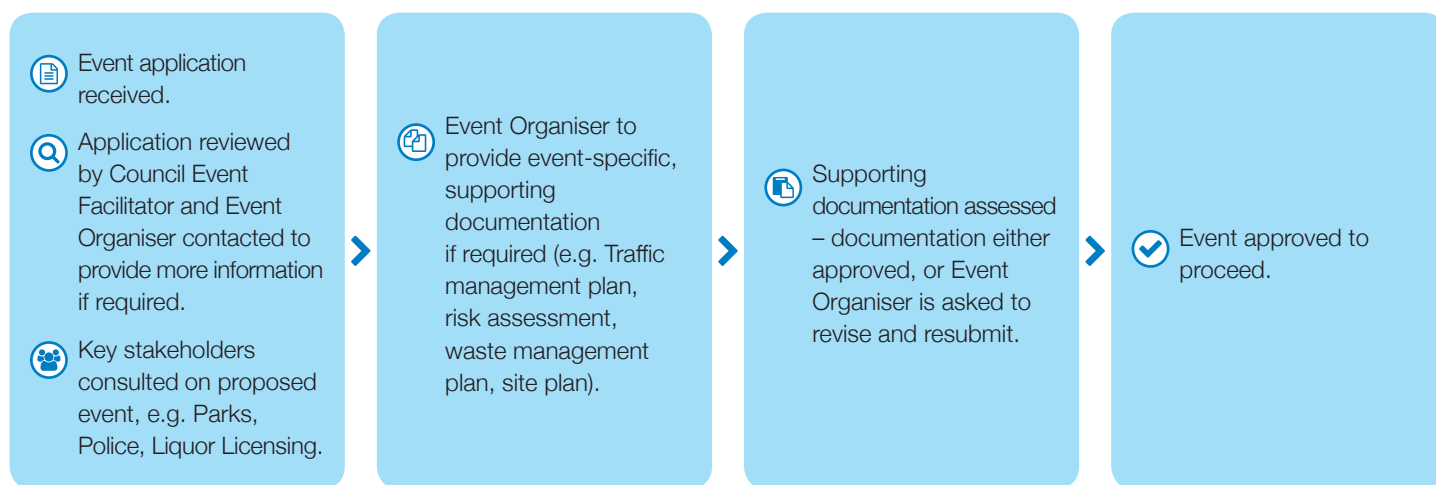 Event application
received.
Application reviewed
by Council Event
Facilitator and Event
Organiser contacted to
provide more information
if required.
Key stakeholders
consulted on proposed
event, e.g. Parks,
Police, Liquor Licensing.
Event Organiser to
provide event-specific,
supporting
documentation
if required (e.g. Traffic
management plan,
risk assessment,
waste management
plan, site plan).
Supporting
documentation assessed
– documentation either
approved, or Event
Organiser is asked to
revise and resubmit.
Event approved to
proceed.